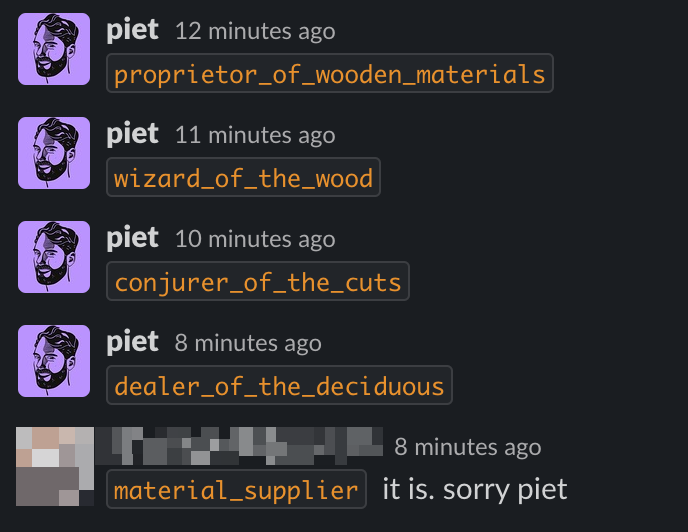 piet 12 minutes ago
proprietor_of_wooden_materials
piet 11 minutes ago
wizard_of_the_wood
piet 10 minutes ago
conjurer_of_the_cuts
piet 8 minutes ago
dealer_of_the_deciduous
8 minutes ago
material_supplier it is. sorry piet